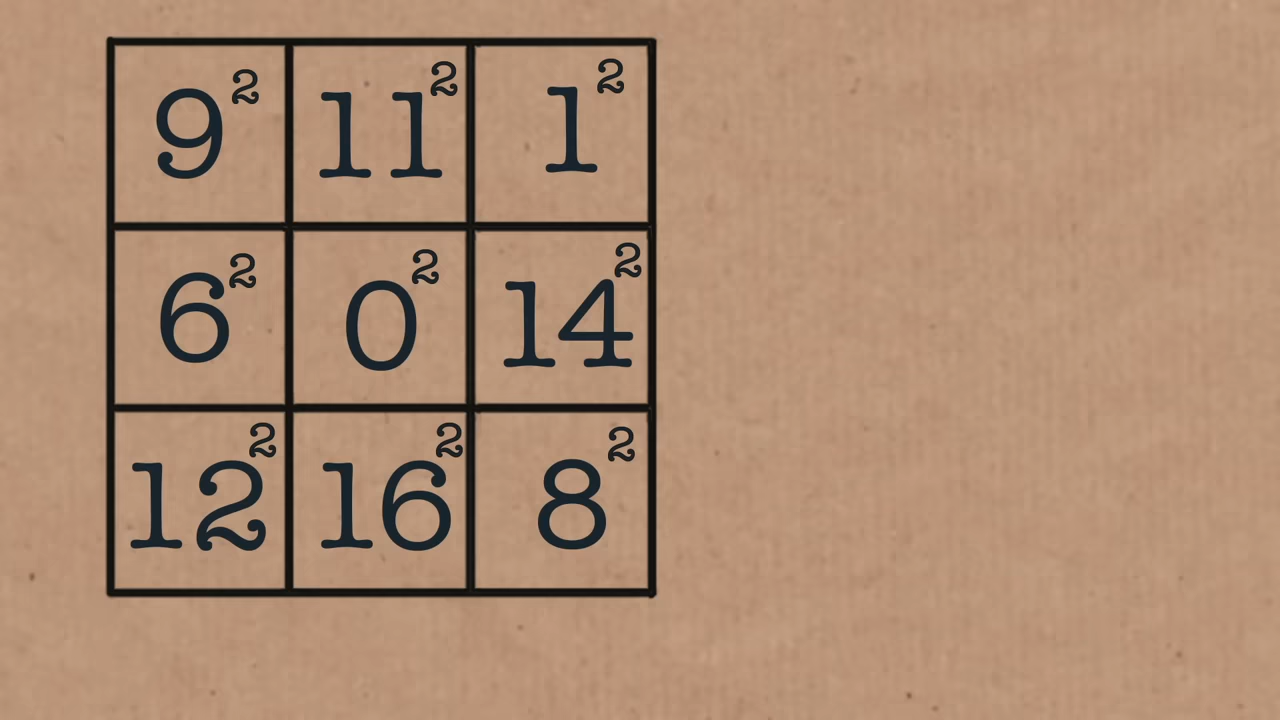 9² 11² 1²
6² 0² 14²
12² 16² 8²